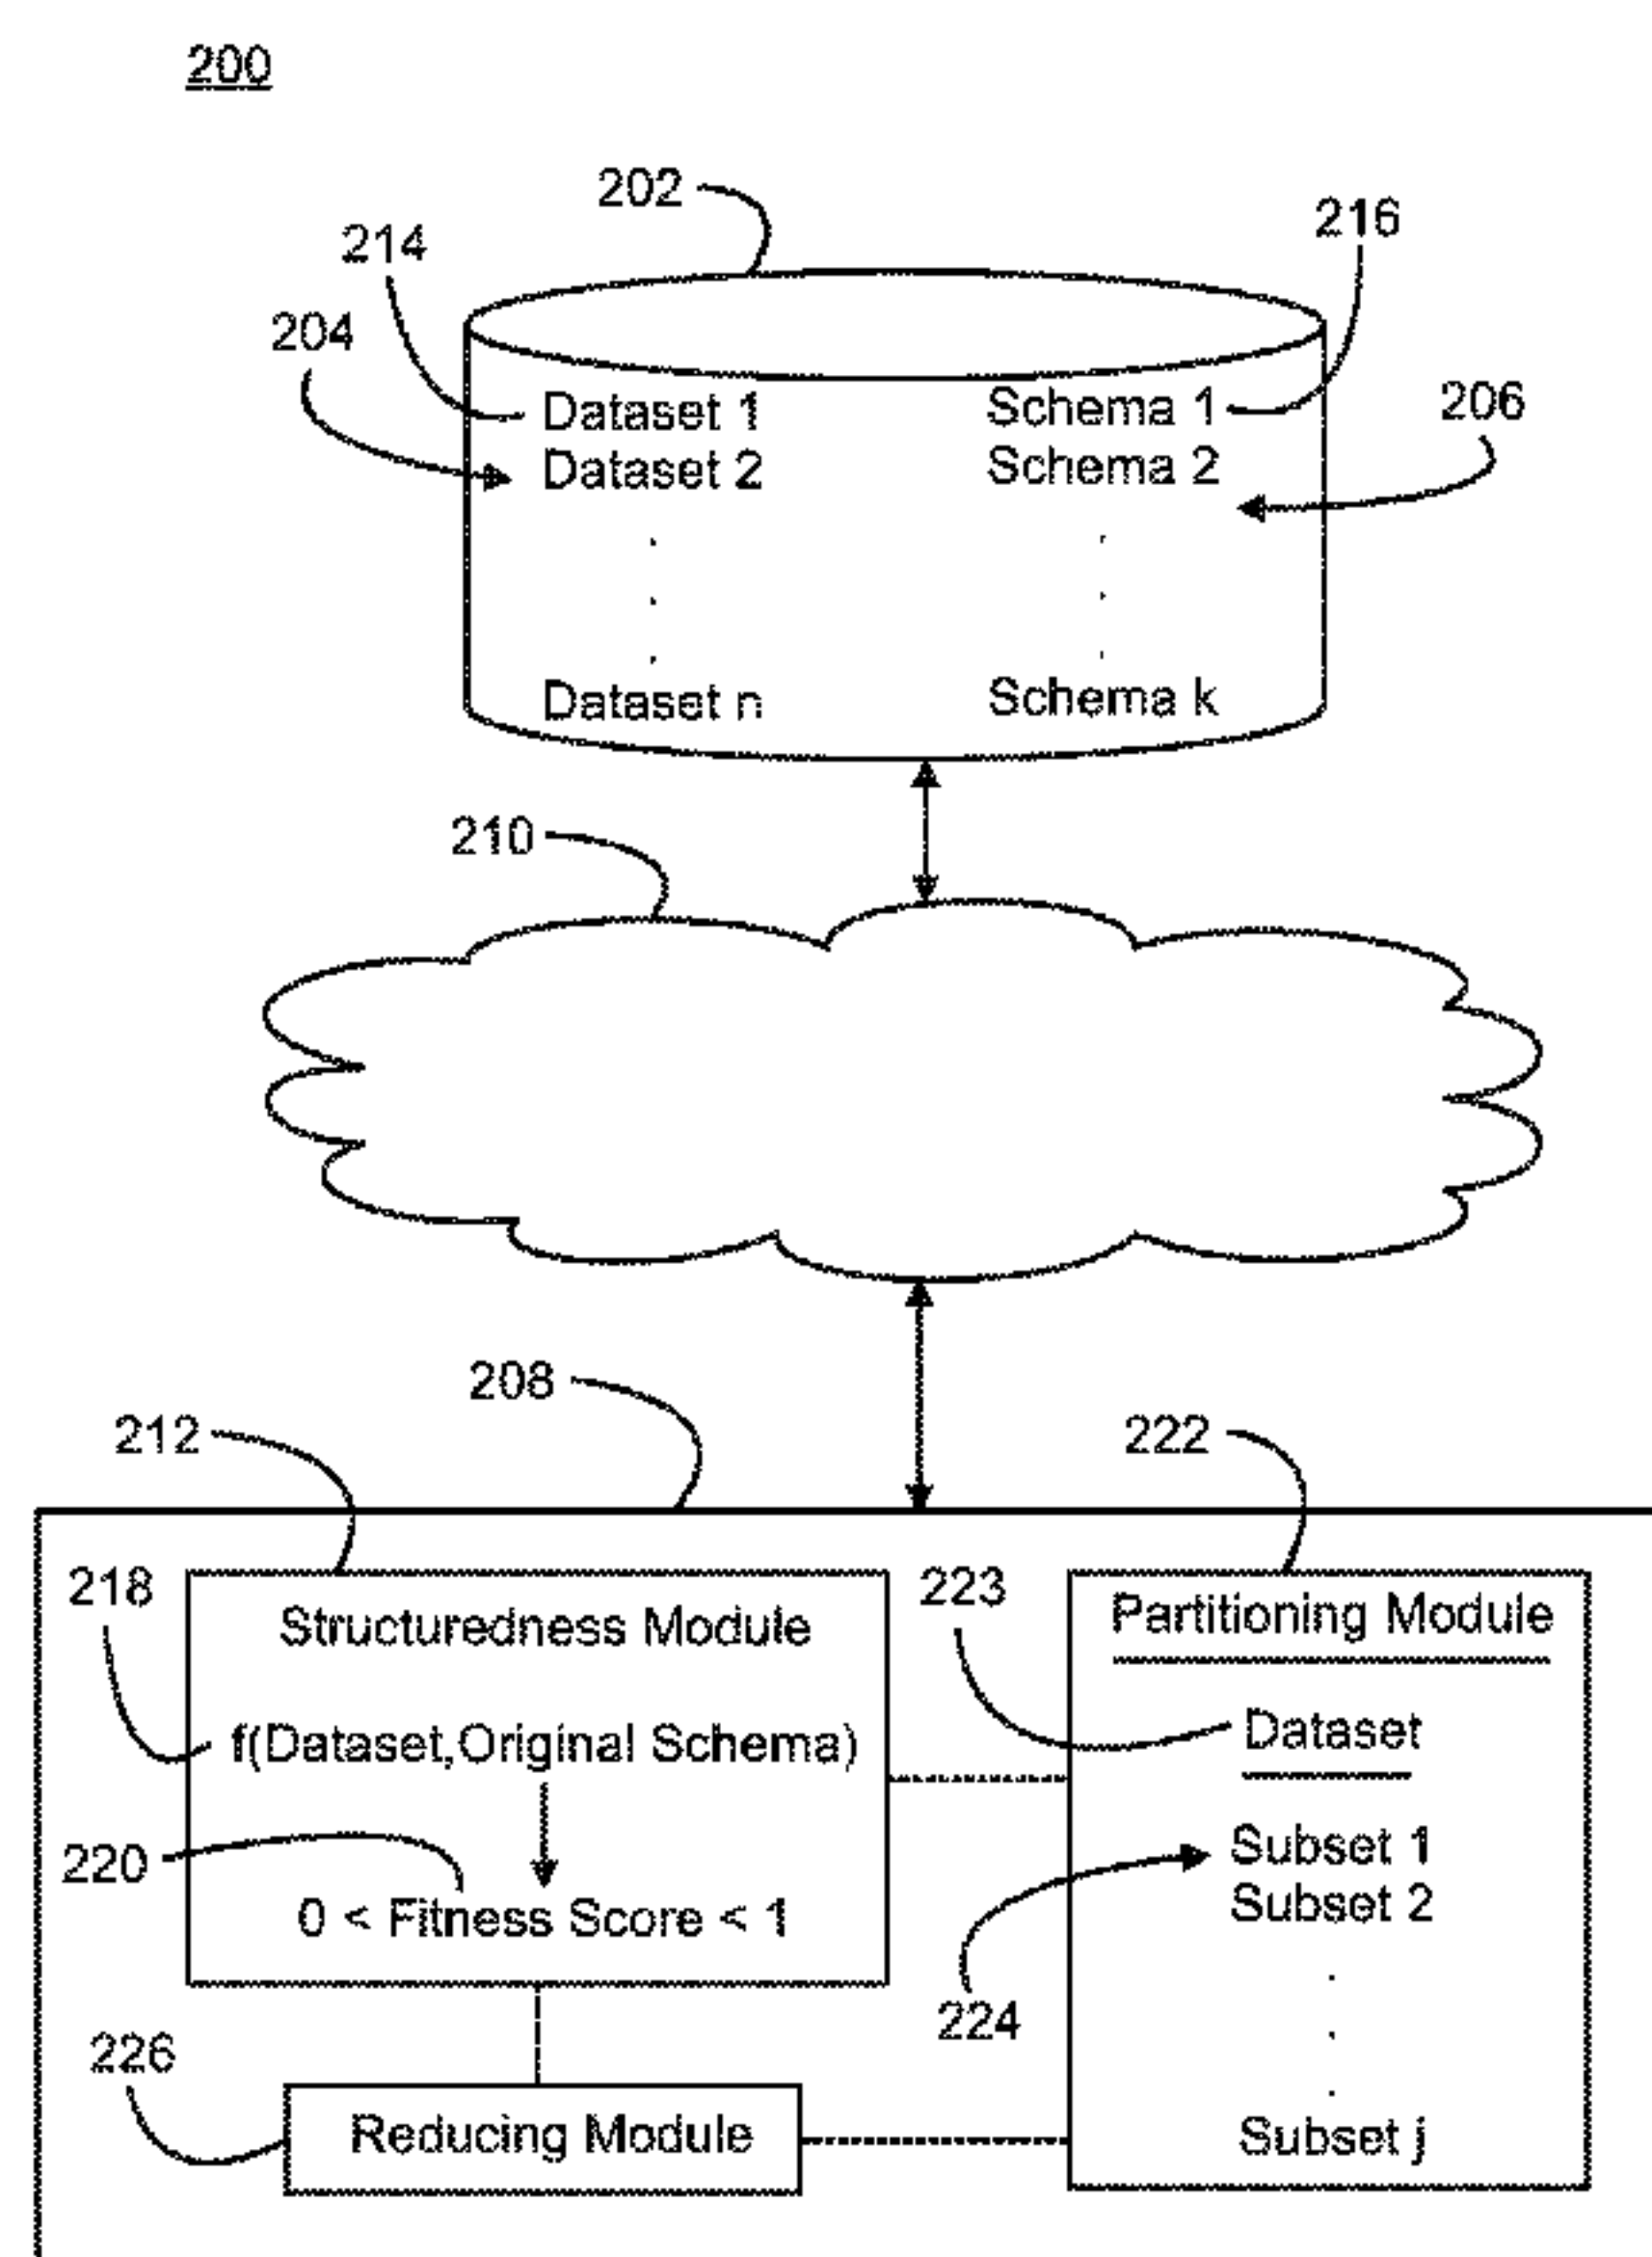 200
202
216
214
204
206
Dataset 1
Schema 1
Dataset 2
Schema 2
.
.
.
.
.
.
Dataset n
Schema k
210
208
212
222
218
223
Structuredness Module
Partitioning Module
f(Dataset,Original Schema)
Dataset
220
Subset 1
0 < Fitness Score < 1
Subset 2
.
224
.
226
.
Reducing Module
Subset j